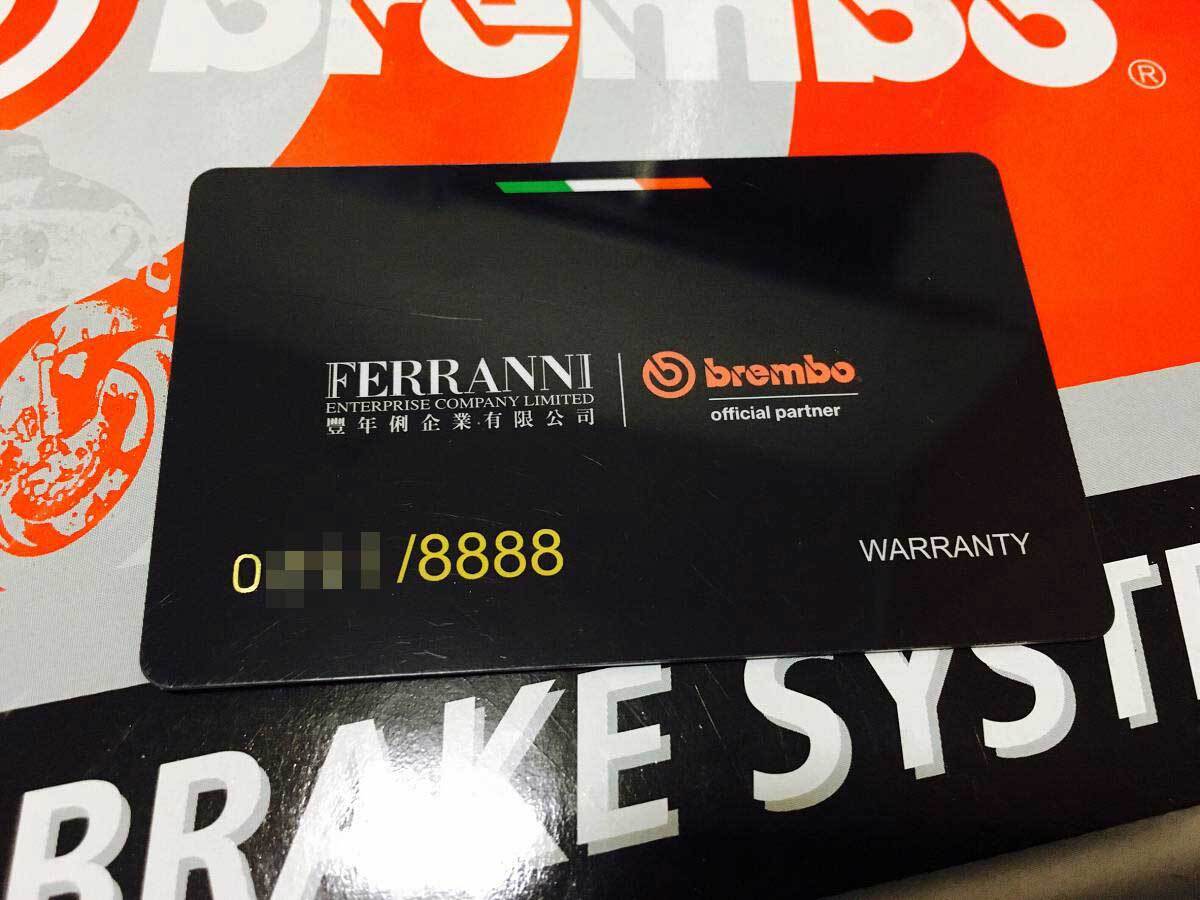 brembo
®
FERRANNI
ENTERPRISE COMPANY LIMITED
豐年俐企業有限公司
brembo
official partner
/8888
WARRANTY
BRAKE SYSTE